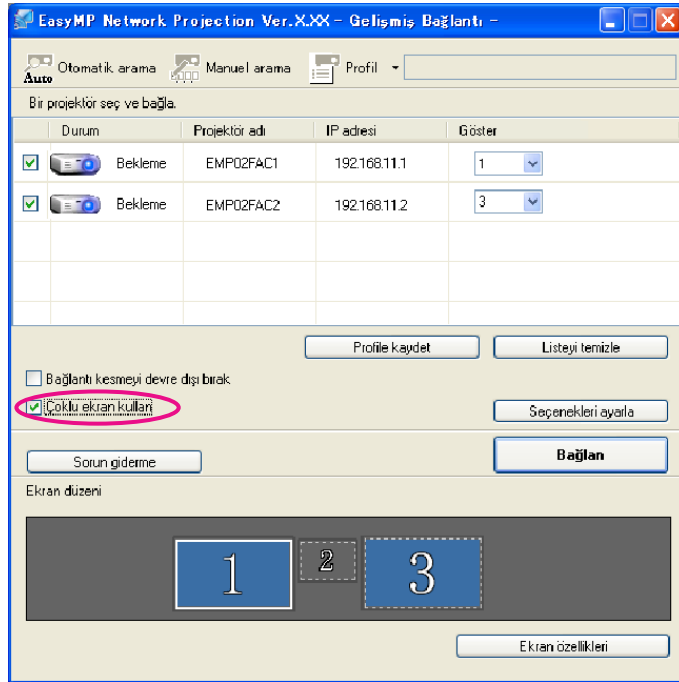 EasyMP Network Projection Ver.X.XX - Gelişmiş Bağlantı -
Auto Otomatik arama Manuel arama Profil
Bir projektör seç ve bağla.
Durum Projektör adı IP adresi Göster
Bekleme EMP02FAC1 192.168.11.1 1
Bekleme EMP02FAC2 192.168.11.2 3
Profile kaydet Listeyi temizle
Bağlantı kesmeyi devre dışı bırak
Çoklu ekran kullan Seçenekleri ayarla
Sorun giderme Bağlan
Ekran düzeni
1 2 3
Ekran özellikleri